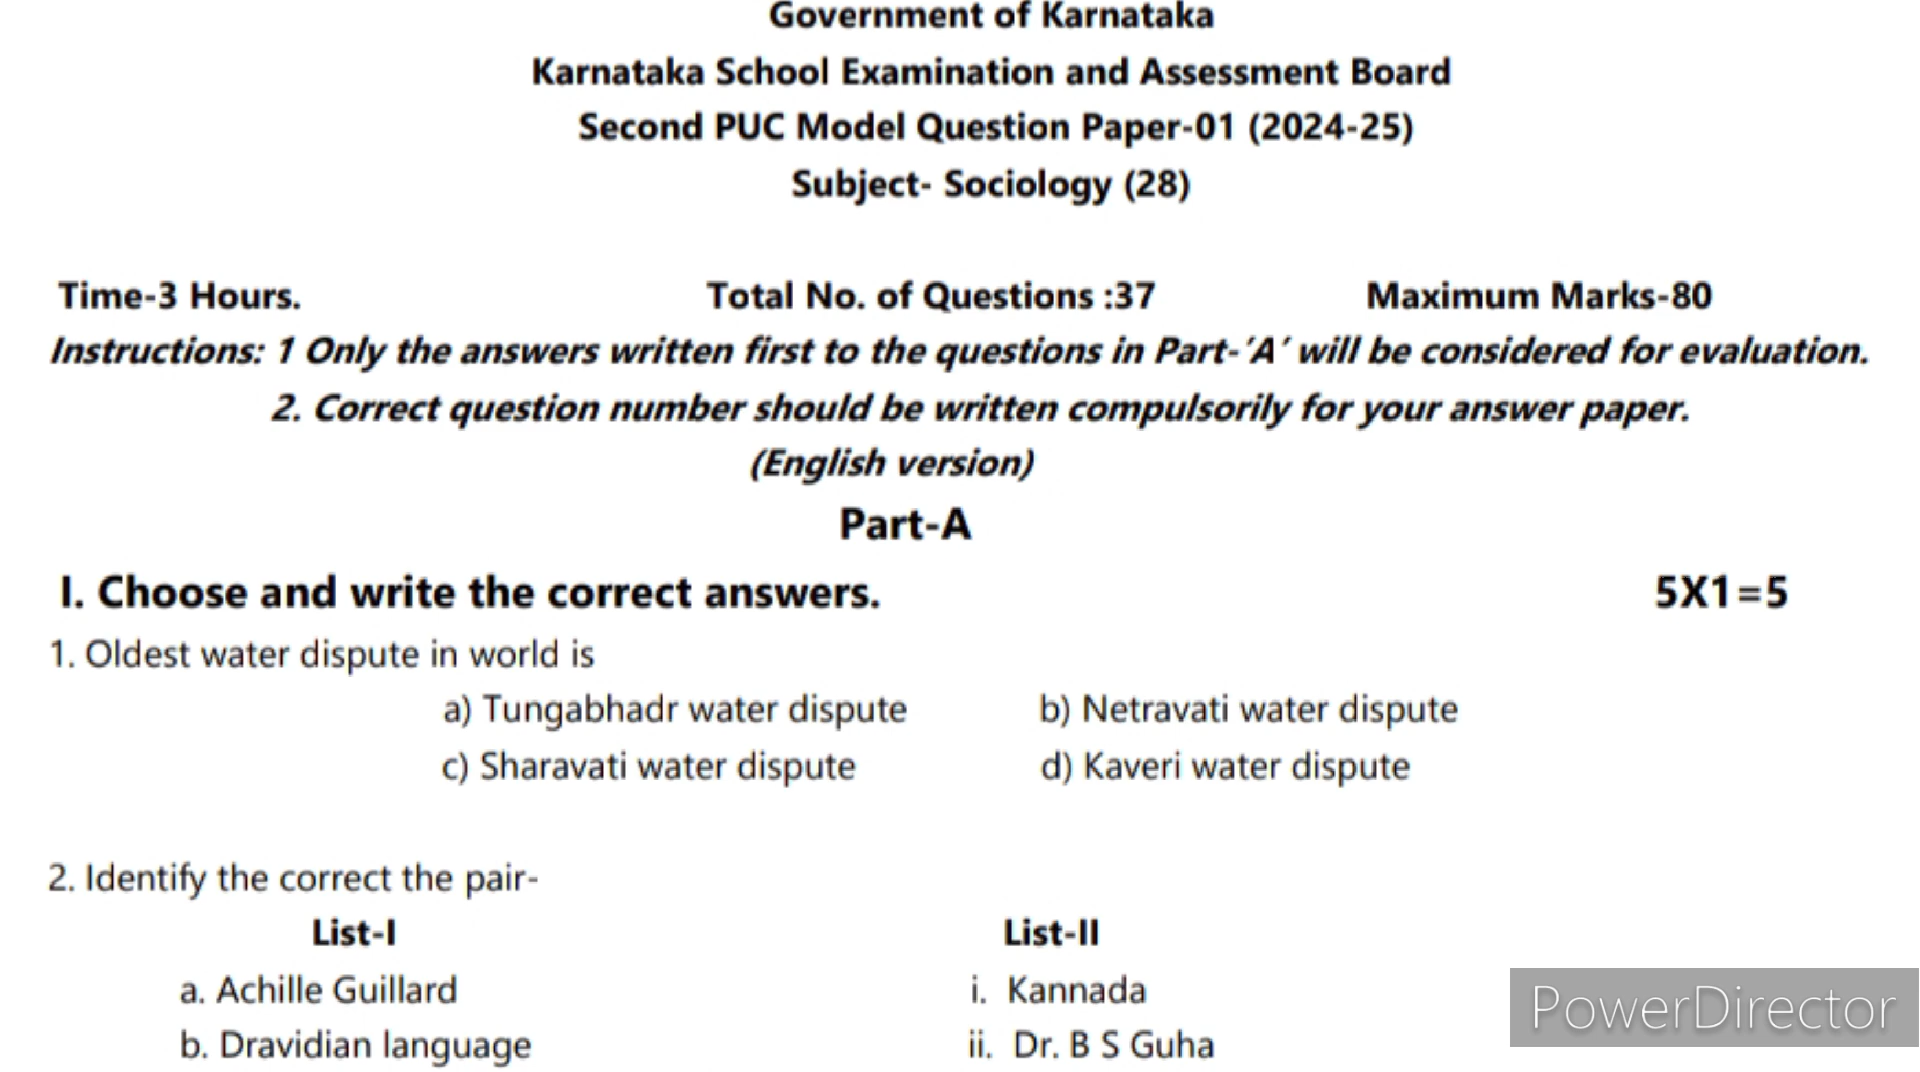 Government of Karnataka
Karnataka School Examination and Assessment Board
Second PUC Model Question Paper-01 (2024-25)
Subject- Sociology (28)
Time-3 Hours. Total No. of Questions :37 Maximum Marks-80
Instructions: 1 Only the answers written first to the questions in Part-'A' will be considered for evaluation.
2. Correct question number should be written compulsorily for your answer paper.
(English version)
Part-A
I. Choose and write the correct answers. 5X1=5
1. Oldest water dispute in world is
a) Tungabhadr water dispute b) Netravati water dispute
c) Sharavati water dispute d) Kaveri water dispute
2. Identify the correct the pair-
List-I List-II
a. Achille Guillard i. Kannada
b. Dravidian language ii. Dr. B S Guha
PowerDirector